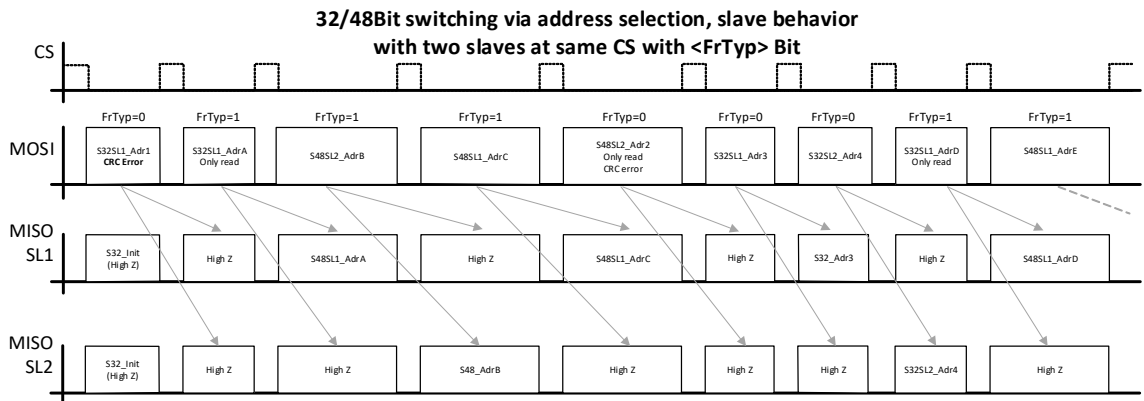 32/48Bit switching via address selection, slave behavior
with two slaves at same CS with <FrTyp> Bit
CS
FrTyp=0 FrTyp=1 FrTyp=1 FrTyp=1 FrTyp=0 FrTyp=0 FrTyp=0 FrTyp=1 FrTyp=1
MOSI
S32SL1_Adr1
CRC Error
S32SL1_AdrA
Only read
S48SL2_AdrB
S48SL1_AdrC
S48SL2_Adr2
Only read
CRC error
S32SL1_Adr3
S32SL2_Adr4
S32SL1_AdrD
Only read
S48SL1_AdrE
MISO
SL1
S32_Init
(High Z)
High Z
S48SL1_AdrA
High Z
S48SL1_AdrC
High Z
S32_Adr3
High Z
S48SL1_AdrD
MISO
SL2
S32_Init
(High Z)
High Z
High Z
S48_AdrB
High Z
High Z
High Z
S32SL2_Adr4
High Z